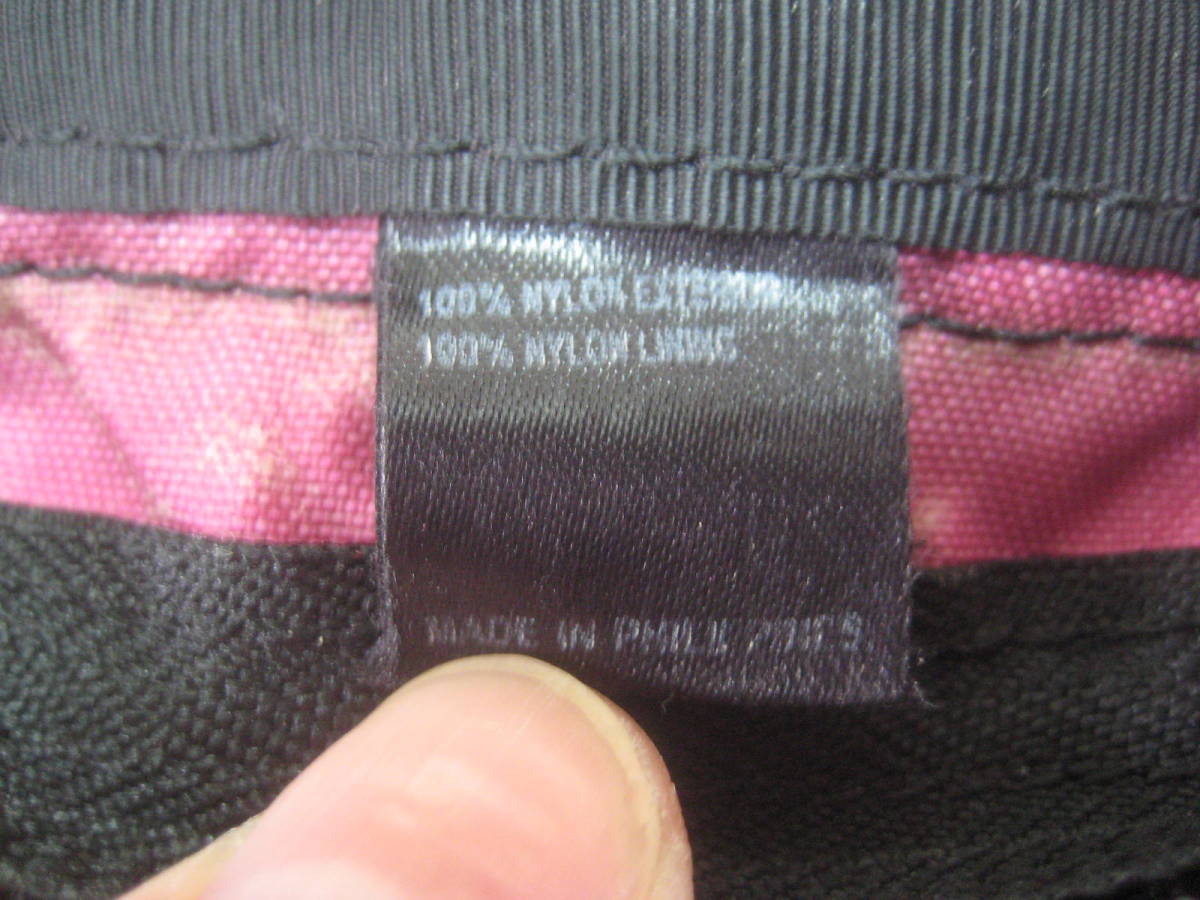 100% NYLON EXTERIOR
100% NYLON LINING
MADE IN PHILIPPINES